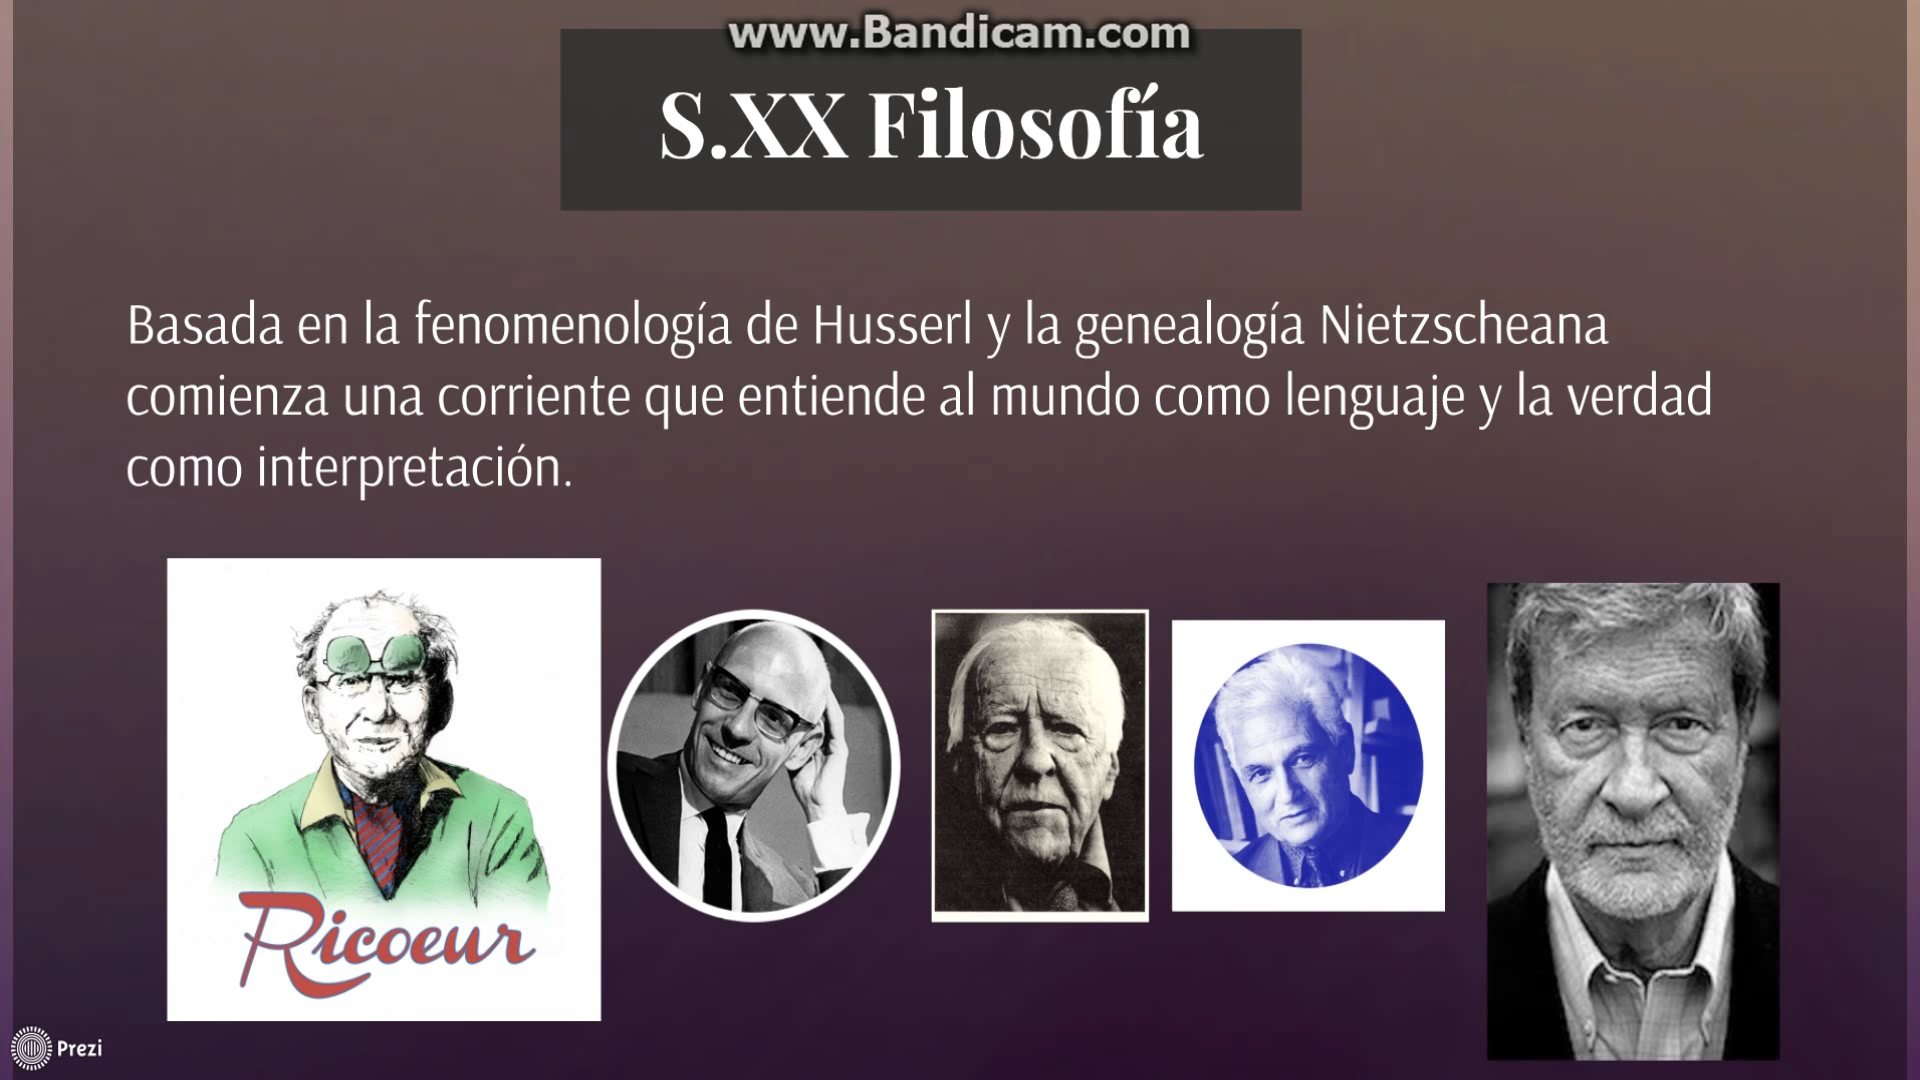 www.Bandicam.com
S.XX Filosofía
Basada en la fenomenología de Husserl y la genealogía Nietzscheana
comienza una corriente que entiende al mundo como lenguaje y la verdad
como interpretación.
Ricoeur
Prezi